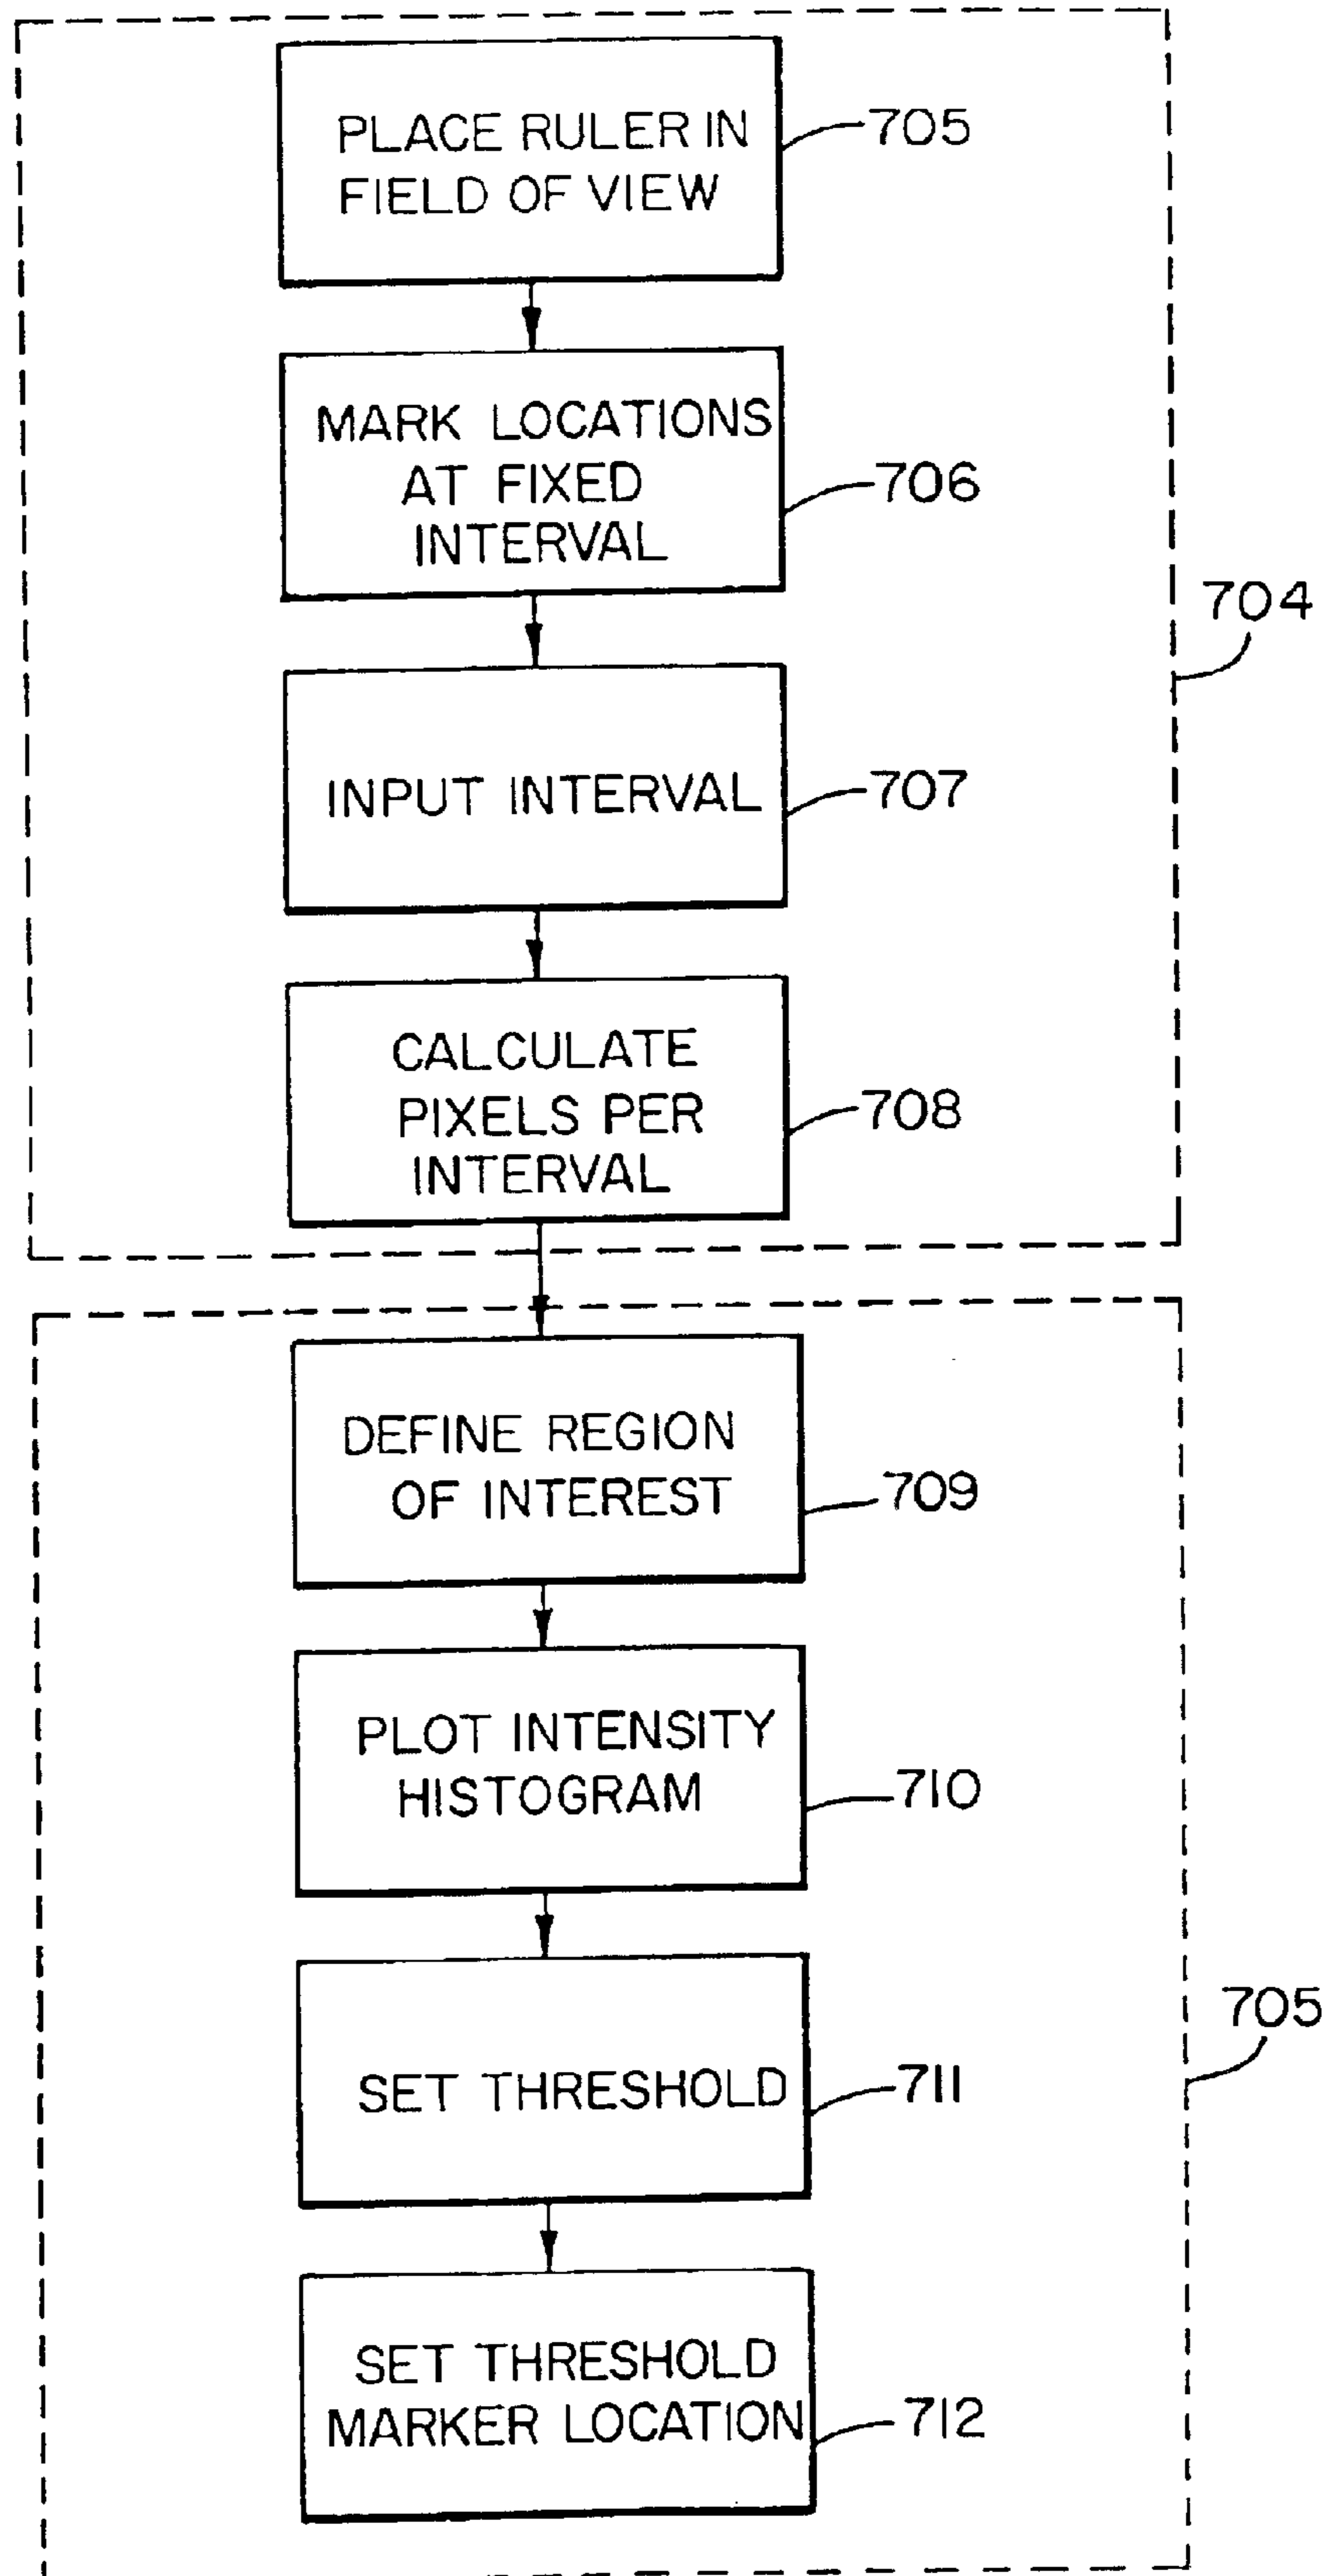 PLACE RULER IN
FIELD OF VIEW
705
MARK LOCATIONS
AT FIXED
INTERVAL
706
704
INPUT INTERVAL
707
CALCULATE
PIXELS PER
INTERVAL
708
DEFINE REGION
OF INTEREST
709
PLOT INTENSITY
HISTOGRAM
710
705
SET THRESHOLD
711
SET THRESHOLD
MARKER LOCATION
712